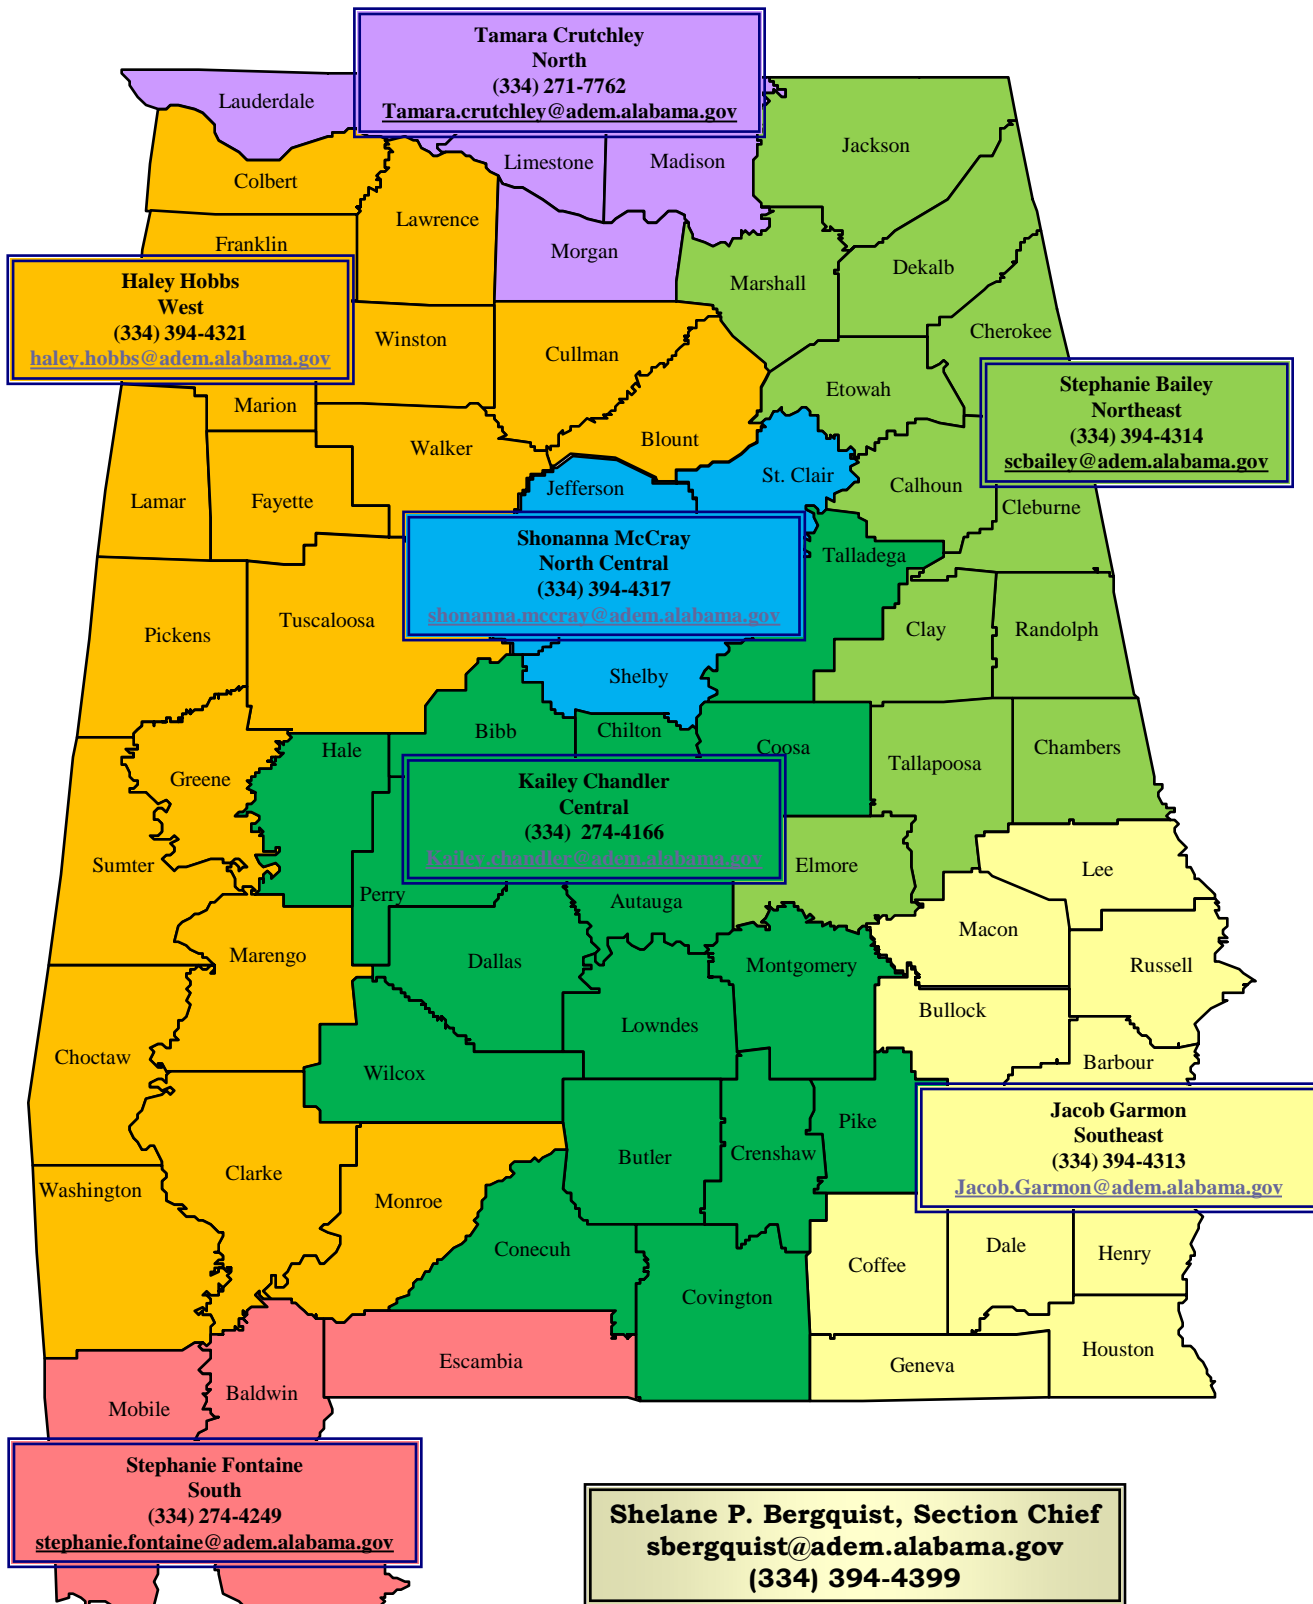 Tamara Crutchley
North
(334) 271-7762
Tamara.crutchley@adem.alabama.gov
Lauderdale
Limestone
Madison
Jackson
Colbert
Lawrence
Franklin
Morgan
Marshall
Dekalb
Haley Hobbs
West
(334) 394-4321
haley.hobbs@adem.alabama.gov
Winston
Cullman
Cherokee
Marion
Etowah
Stephanie Bailey
Northeast
(334) 394-4314
scbailey@adem.alabama.gov
Walker
Blount
Lamar
Fayette
Jefferson
St. Clair
Calhoun
Cleburne
Shonanna McCray
North Central
(334) 394-4317
shonanna.mccray@adem.alabama.gov
Talladega
Pickens
Tuscaloosa
Clay
Randolph
Shelby
Bibb
Chilton
Hale
Coosa
Chambers
Greene
Tallapoosa
Kailey Chandler
Central
(334) 274-4166
Kailey.chandler@adem.alabama.gov
Sumter
Elmore
Lee
Perry
Autauga
Macon
Marengo
Dallas
Montgomery
Russell
Bullock
Lowndes
Choctaw
Wilcox
Barbour
Jacob Garmon
Southeast
(334) 394-4313
Jacob.Garmon@adem.alabama.gov
Pike
Butler
Crenshaw
Clarke
Washington
Monroe
Conecuh
Coffee
Dale
Henry
Covington
Escambia
Geneva
Houston
Baldwin
Mobile
Stephanie Fontaine
South
(334) 274-4249
stephanie.fontaine@adem.alabama.gov
Shelane P. Bergquist, Section Chief
sbergquist@adem.alabama.gov
(334) 394-4399